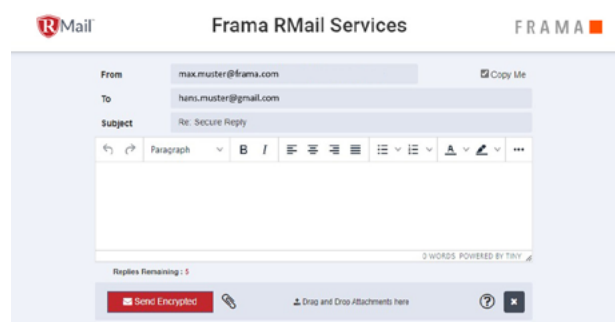 RMail Frama RMail Services FRAMA
From max.muster@frama.com Copy Me
To hans.muster@gmail.com
Subject Re: Secure Reply
Paragraph B I A
0 WORDS POWERED BY TINY
Replies Remaining : 5
Send Encrypted Drag and Drop Attachments here ? x